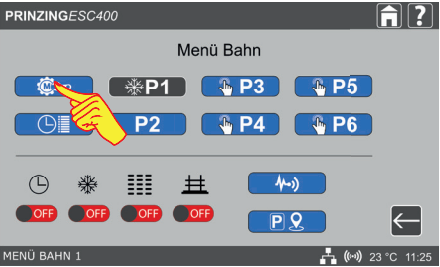 PRINZINGESC400 ?
Menü Bahn
M P1 P3 P5
P2 P4 P6
OFF OFF OFF OFF P
MENÜ BAHN 1 23 °C 11:25